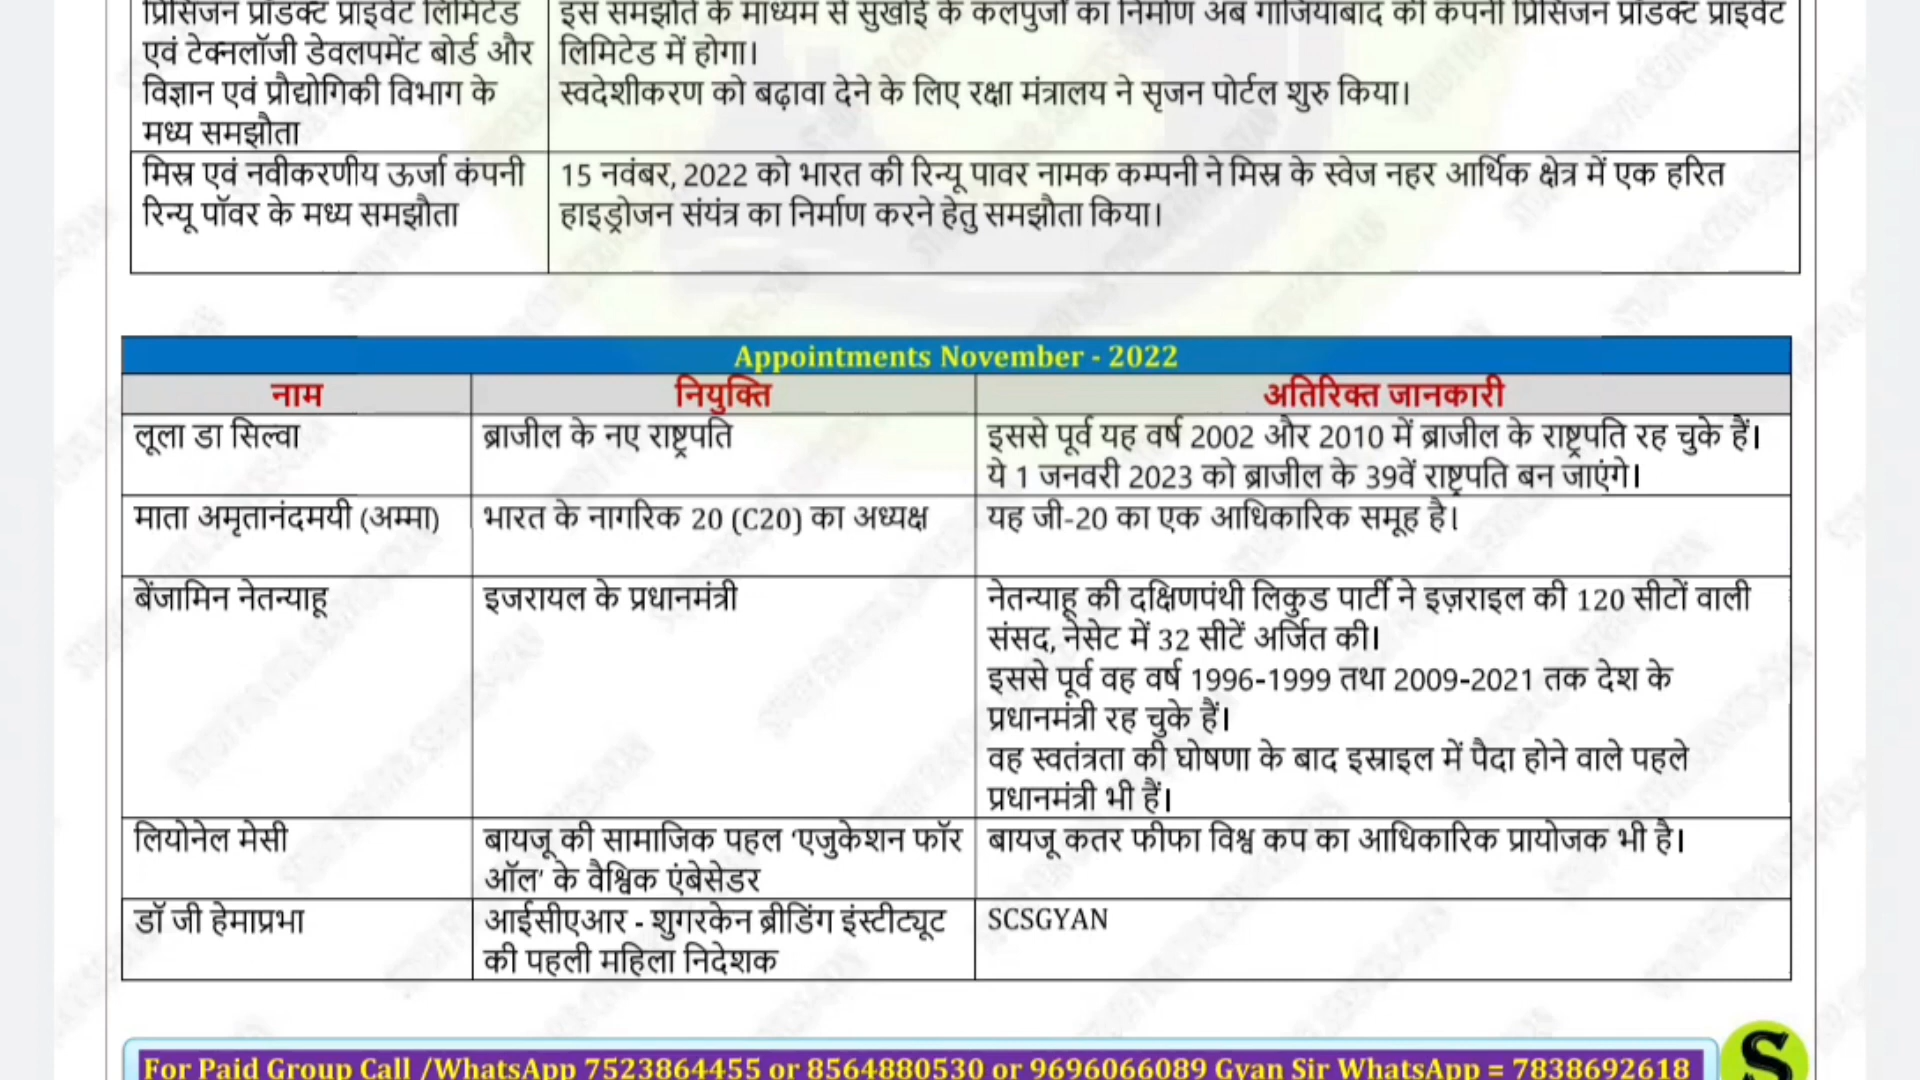 प्रिसिजन प्रॉडक्ट प्राइवेट लिमिटेड
एवं टेक्नलॉजी डेवलपमेंट बोर्ड और
विज्ञान एवं प्रौद्योगिकी विभाग के
मध्य समझौता
इस समझौते के माध्यम से सुखोई के कलपुर्जों का निर्माण अब गाजियाबाद की कंपनी प्रिसिजन प्रॉडक्ट प्राइवेट
लिमिटेड में होगा।
स्वदेशीकरण को बढ़ावा देने के लिए रक्षा मंत्रालय ने सृजन पोर्टल शुरु किया।
मिस्र एवं नवीकरणीय ऊर्जा कंपनी
रिन्यू पॉवर के मध्य समझौता
15 नवंबर, 2022 को भारत की रिन्यू पावर नामक कम्पनी ने मिस्र के स्वेज नहर आर्थिक क्षेत्र में एक हरित
हाइड्रोजन संयंत्र का निर्माण करने हेतु समझौता किया।
Appointments November - 2022
नाम
नियुक्ति
अतिरिक्त जानकारी
लूला डा सिल्वा
ब्राजील के नए राष्ट्रपति
इससे पूर्व यह वर्ष 2002 और 2010 में ब्राजील के राष्ट्रपति रह चुके हैं।
ये 1 जनवरी 2023 को ब्राजील के 39वें राष्ट्रपति बन जाएंगे।
माता अमृतानंदमयी (अम्मा)
भारत के नागरिक 20 (C20) का अध्यक्ष
यह जी-20 का एक आधिकारिक समूह है।
बेंजामिन नेतन्याहू
इजरायल के प्रधानमंत्री
नेतन्याहू की दक्षिणपंथी लिकुड पार्टी ने इज़राइल की 120 सीटों वाली
संसद, नेसेट में 32 सीटें अर्जित की।
इससे पूर्व वह वर्ष 1996-1999 तथा 2009-2021 तक देश के
प्रधानमंत्री रह चुके हैं।
वह स्वतंत्रता की घोषणा के बाद इस्राइल में पैदा होने वाले पहले
प्रधानमंत्री भी हैं।
लियोनेल मेसी
बायजू की सामाजिक पहल ‘एजुकेशन फॉर
ऑल’ के वैश्विक एंबेसेडर
बायजू कतर फीफा विश्व कप का आधिकारिक प्रायोजक भी है।
डॉ जी हेमाप्रभा
आईसीएआर - शुगरकेन ब्रीडिंग इंस्टीट्यूट
की पहली महिला निदेशक
SCSGYAN
For Paid Group Call /WhatsApp 7523864455 or 8564880530 or 9696066089 Gyan Sir WhatsApp = 7838692618
S